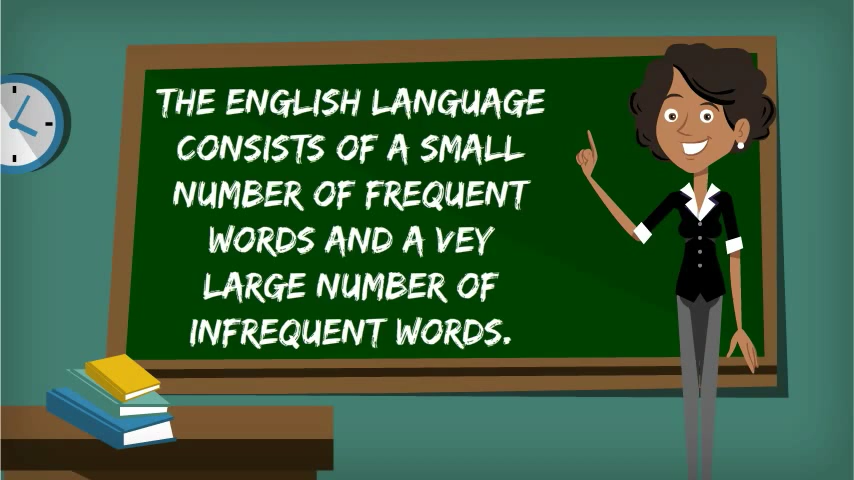 THE ENGLISH LANGUAGE
CONSISTS OF A SMALL
NUMBER OF FREQUENT
WORDS AND A VEY
LARGE NUMBER OF
INFREQUENT WORDS.